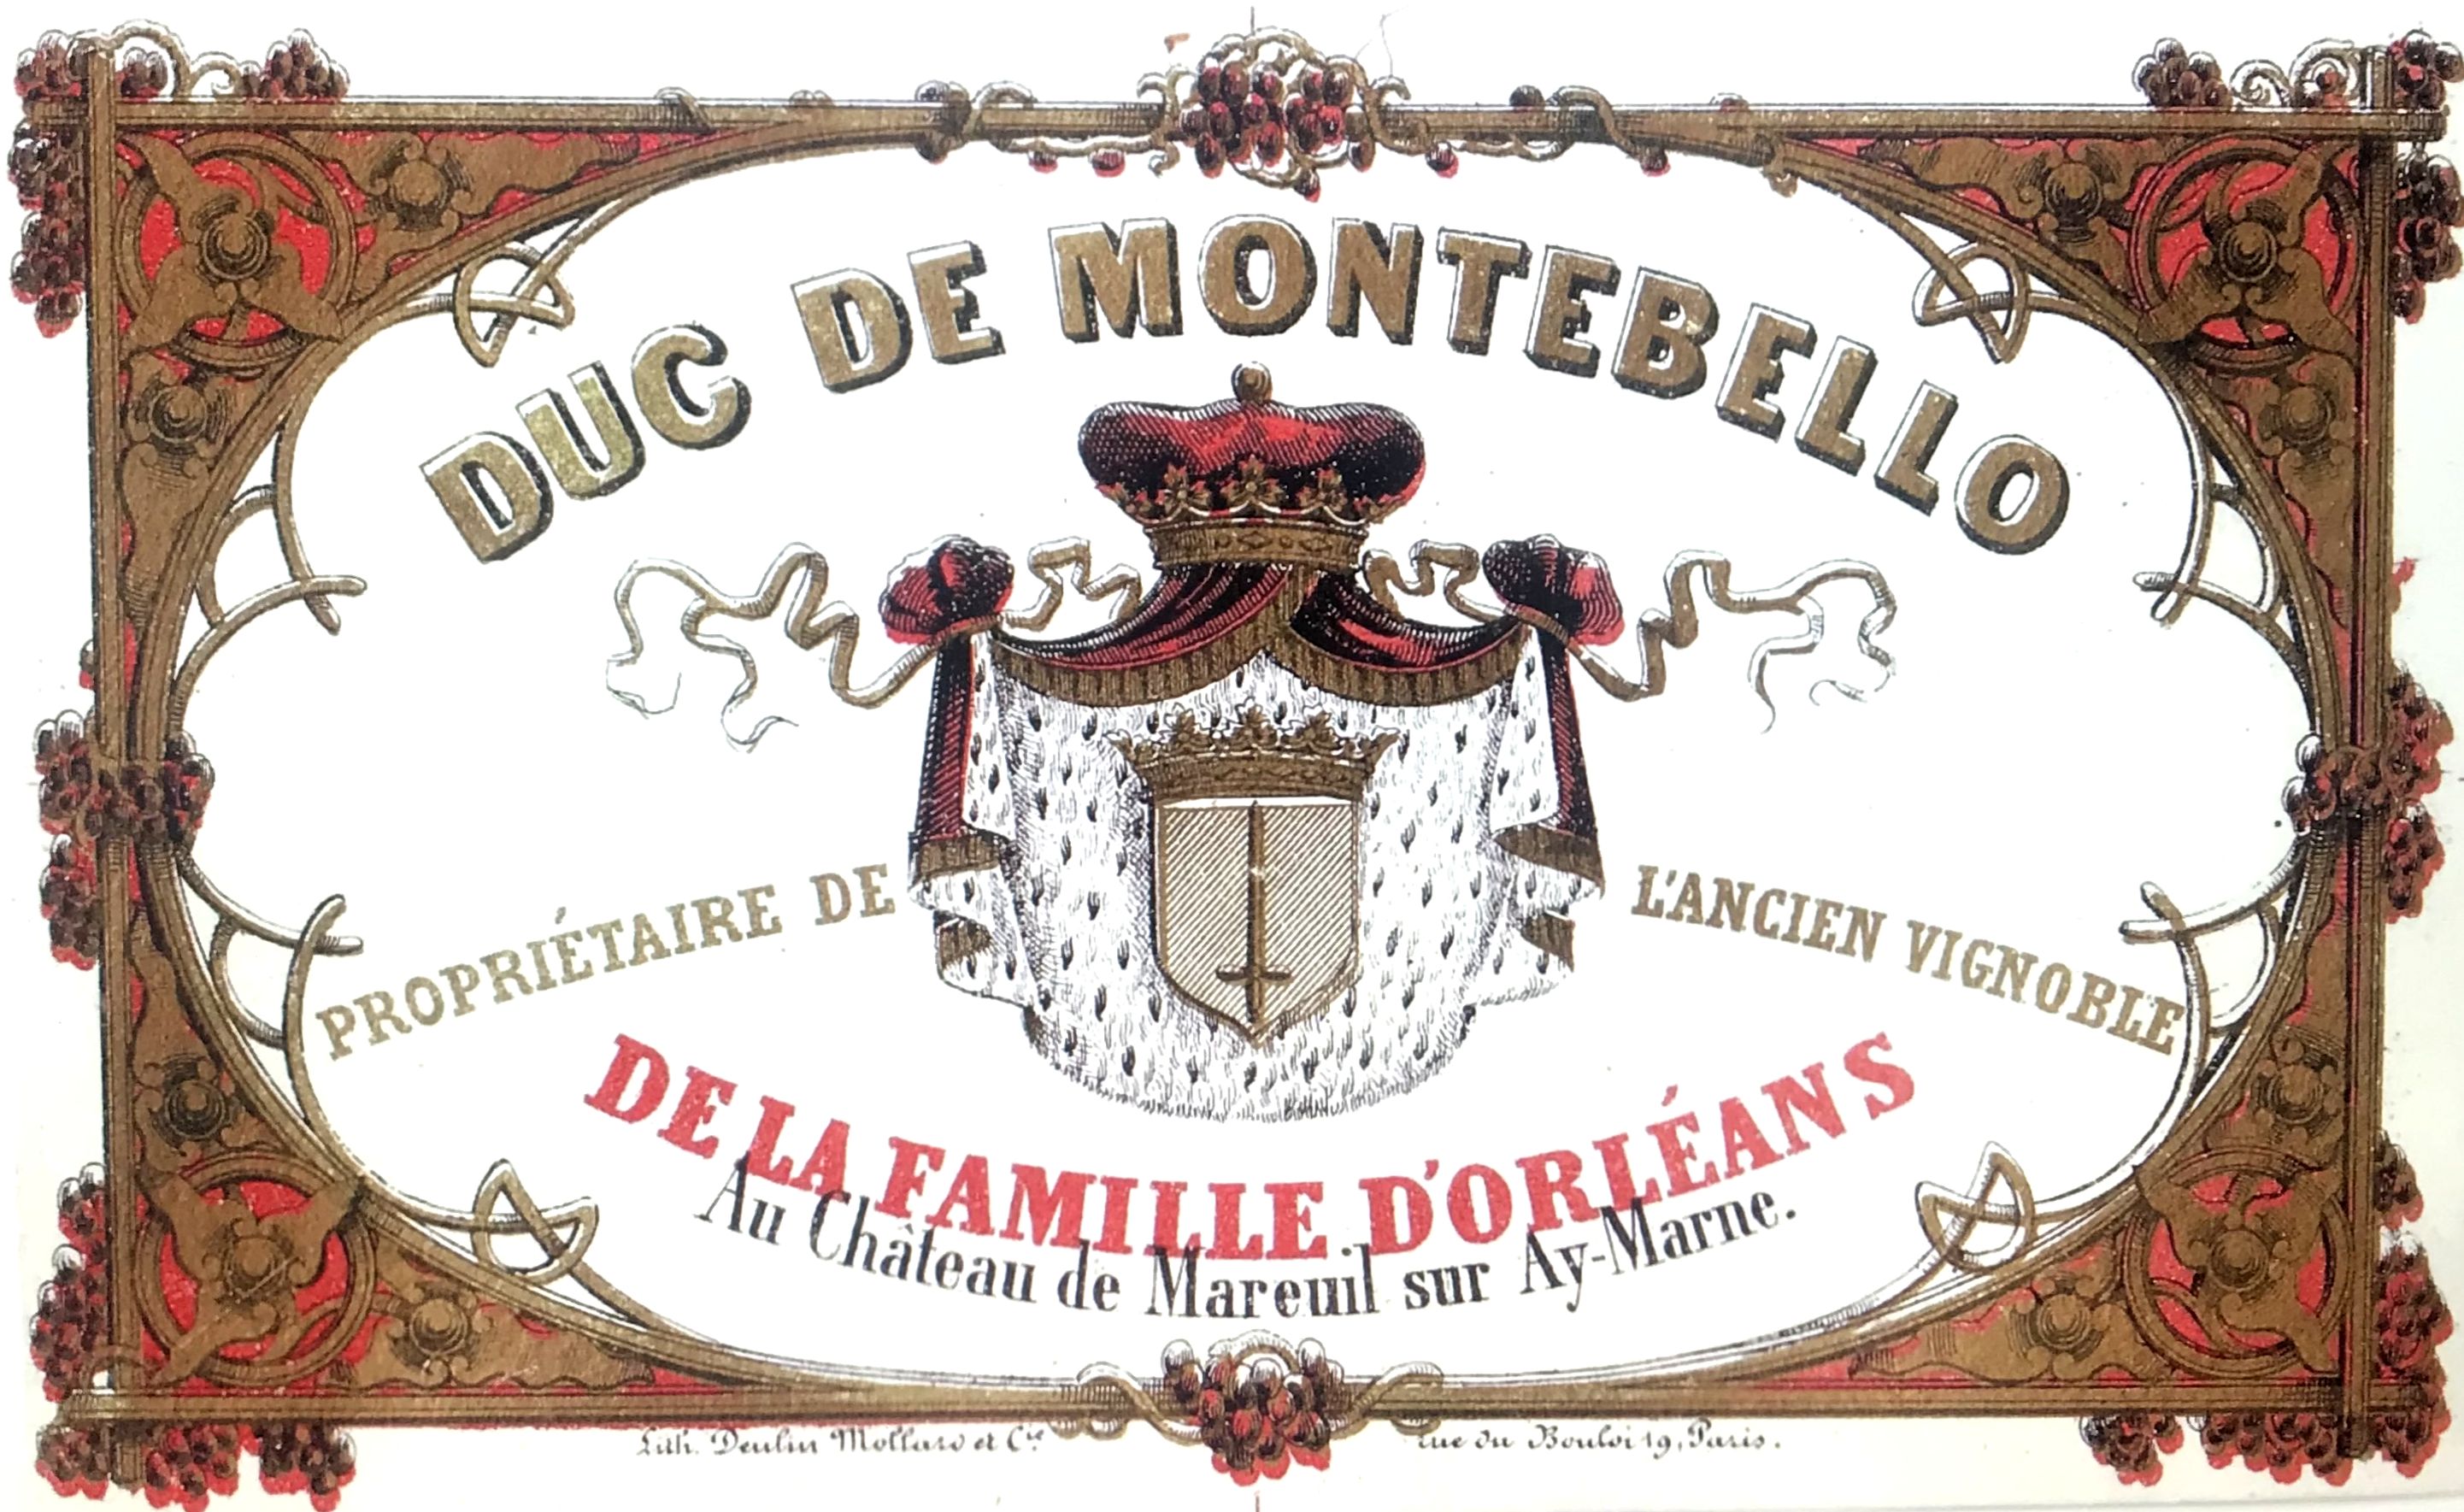 DUC DE MONTEBELLO
PROPRIÉTAIRE DE L'ANCIEN VIGNOBLE
DE LA FAMILLE D'ORLÉANS
Au Château de Mareuil sur Ay-Marne.
Lith. Deulin Mollard et Cie rue du Bouloi 19, Paris.